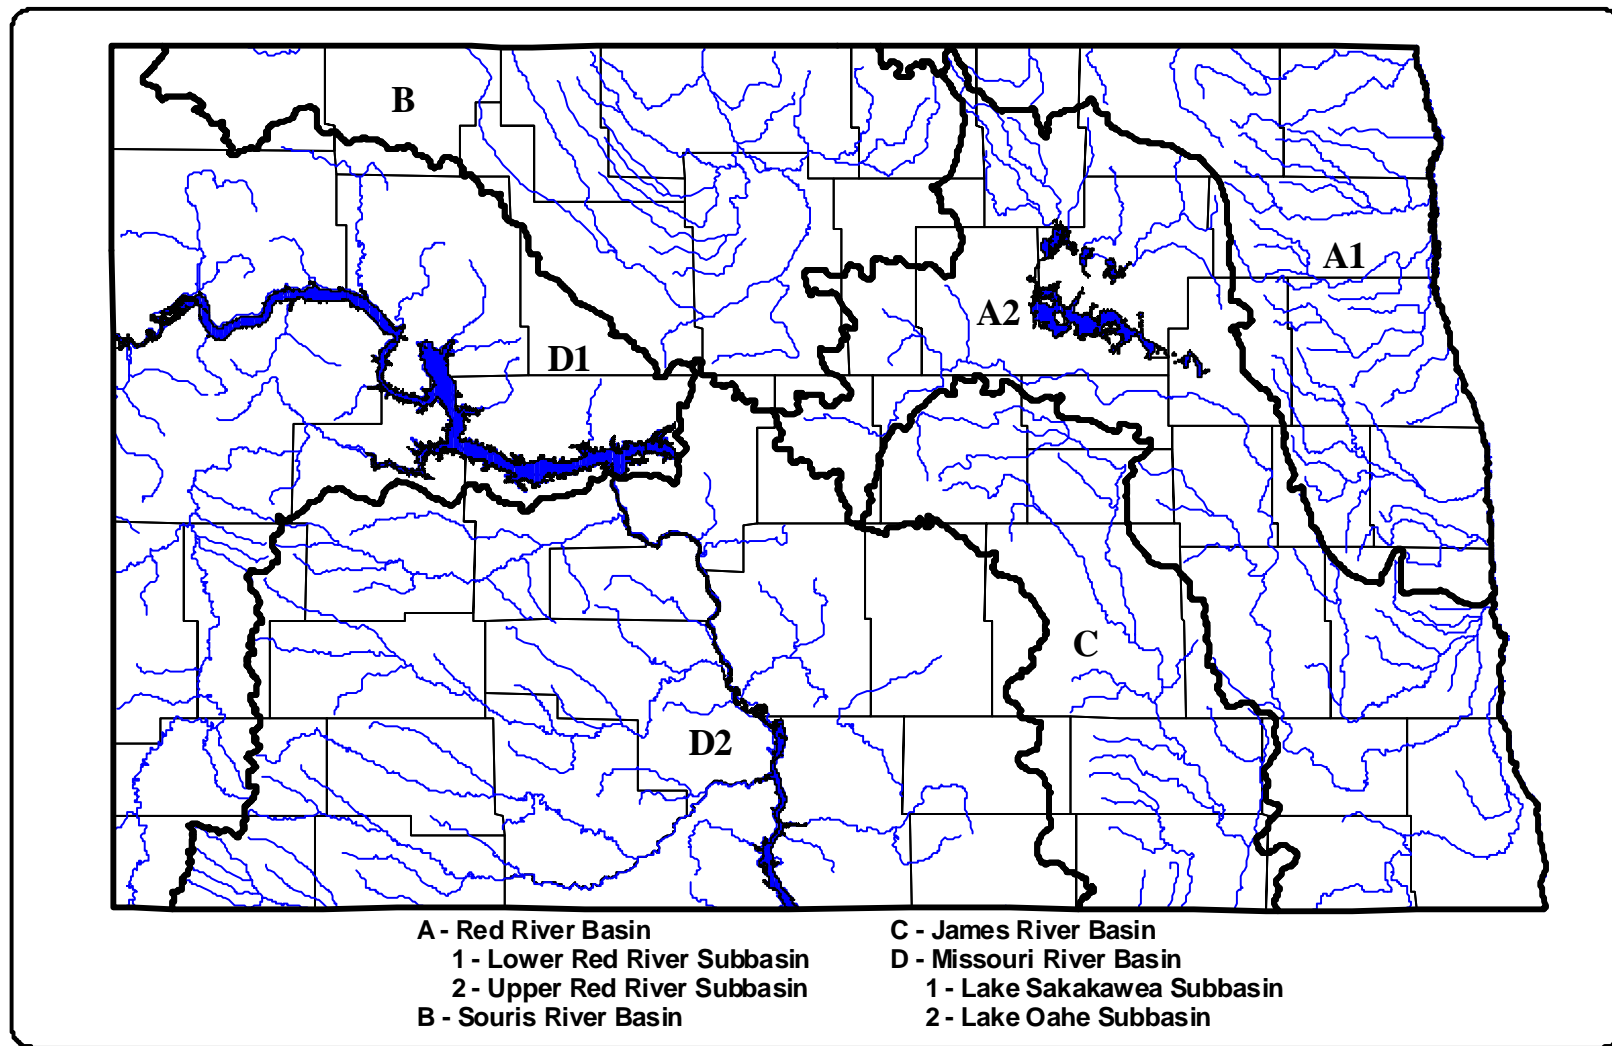 B
A1
A2
D1
C
D2
A - Red River Basin
1 - Lower Red River Subbasin
2 - Upper Red River Subbasin
B - Souris River Basin
C - James River Basin
D - Missouri River Basin
1 - Lake Sakakawea Subbasin
2 - Lake Oahe Subbasin